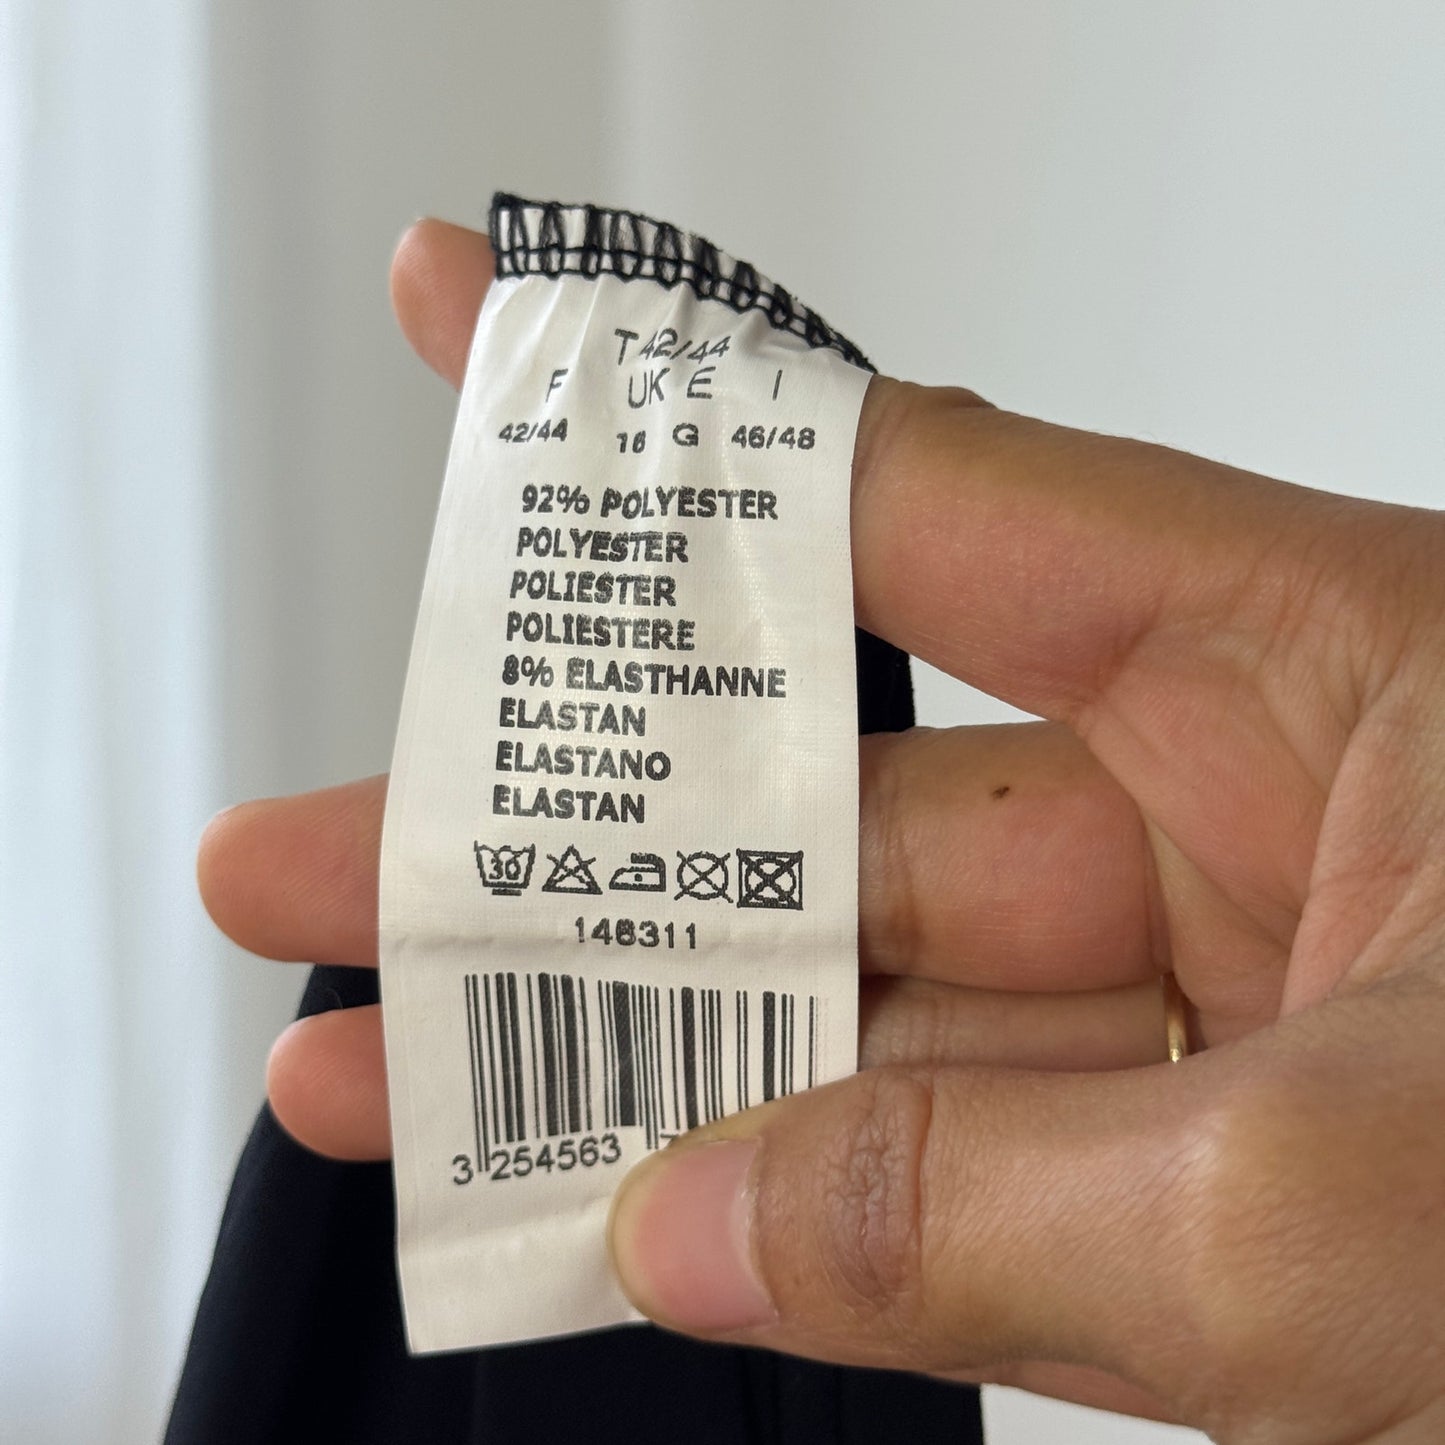 T 42/44
F UK E I
42/44 16 G 46/48
92% POLYESTER
POLYESTER
POLIESTER
POLIESTERE
8% ELASTHANNE
ELASTAN
ELASTANO
ELASTAN
30
146311
3 254563